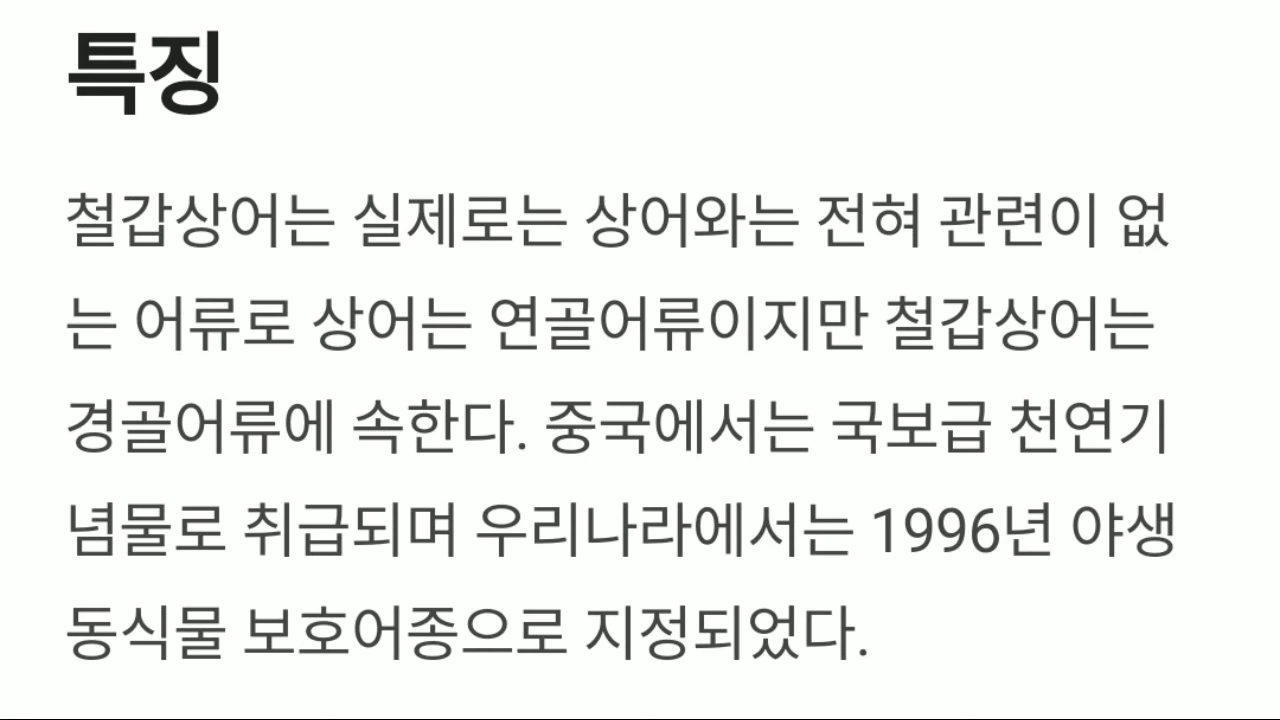 특징
철갑상어는 실제로는 상어와는 전혀 관련이 없
는 어류로 상어는 연골어류이지만 철갑상어는
경골어류에 속한다. 중국에서는 국보급 천연기
념물로 취급되며 우리나라에서는 1996년 야생
동식물 보호어종으로 지정되었다.